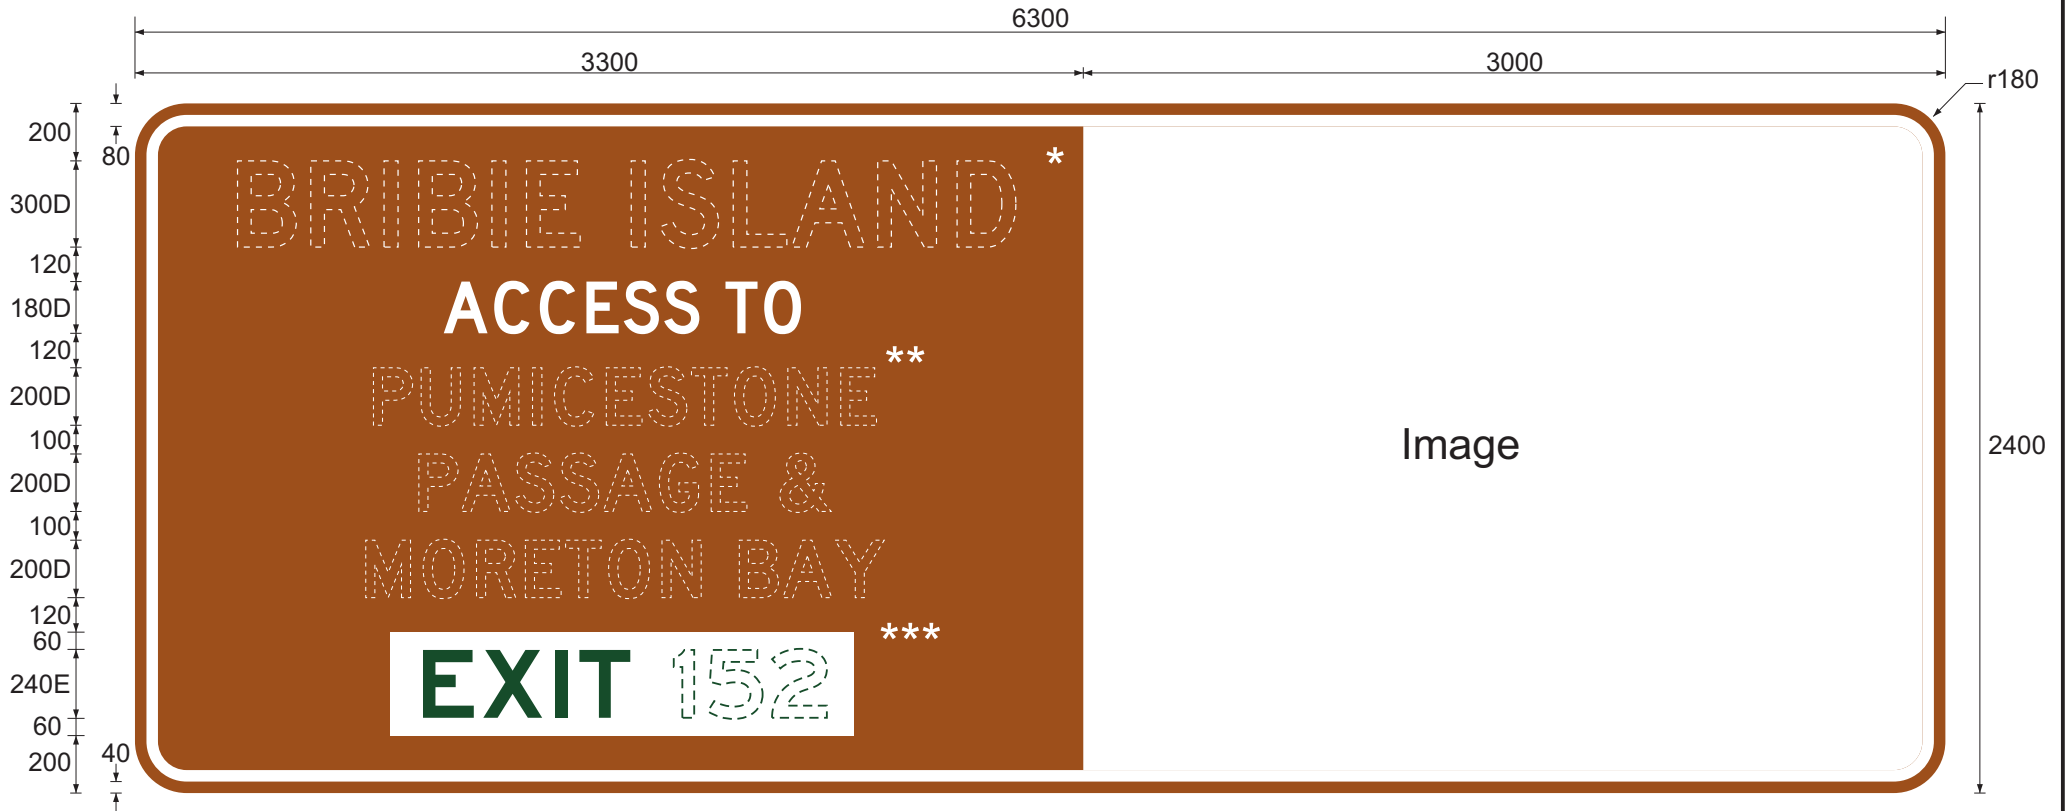 6300
3300 3000
r180
200
80
BRIBIE ISLAND *
300D
120
ACCESS TO
180D
120
**
PUMICESTONE
200D
100
Image
2400
PASSAGE &
200D
100
MORETON BAY
200D
120
***
60
EXIT 152
240E
60
40
200